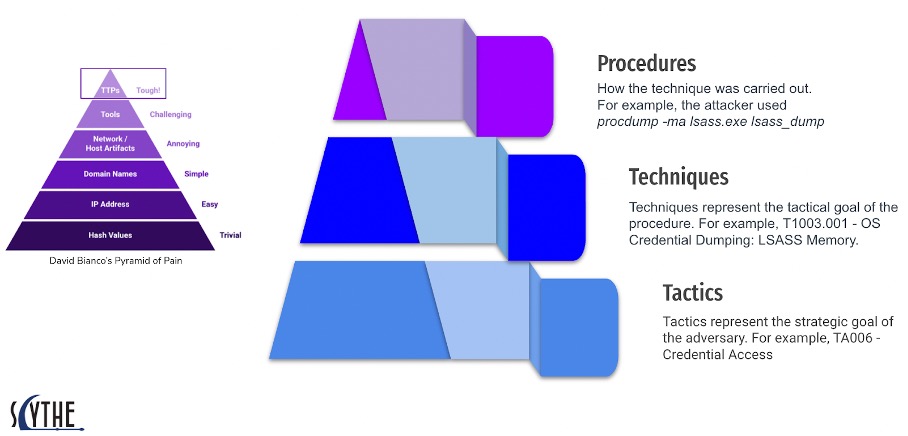 TTPs Tough!
Tools Challenging
Network /
Host Artifacts Annoying
Domain Names Simple
IP Address Easy
Hash Values Trivial
David Bianco's Pyramid of Pain
Procedures
How the technique was carried out.
For example, the attacker used
procdump -ma lsass.exe lsass_dump
Techniques
Techniques represent the tactical goal of the
procedure. For example, T1003.001 - OS
Credential Dumping: LSASS Memory.
Tactics
Tactics represent the strategic goal of
the adversary. For example, TA006 -
Credential Access
SCYTHE